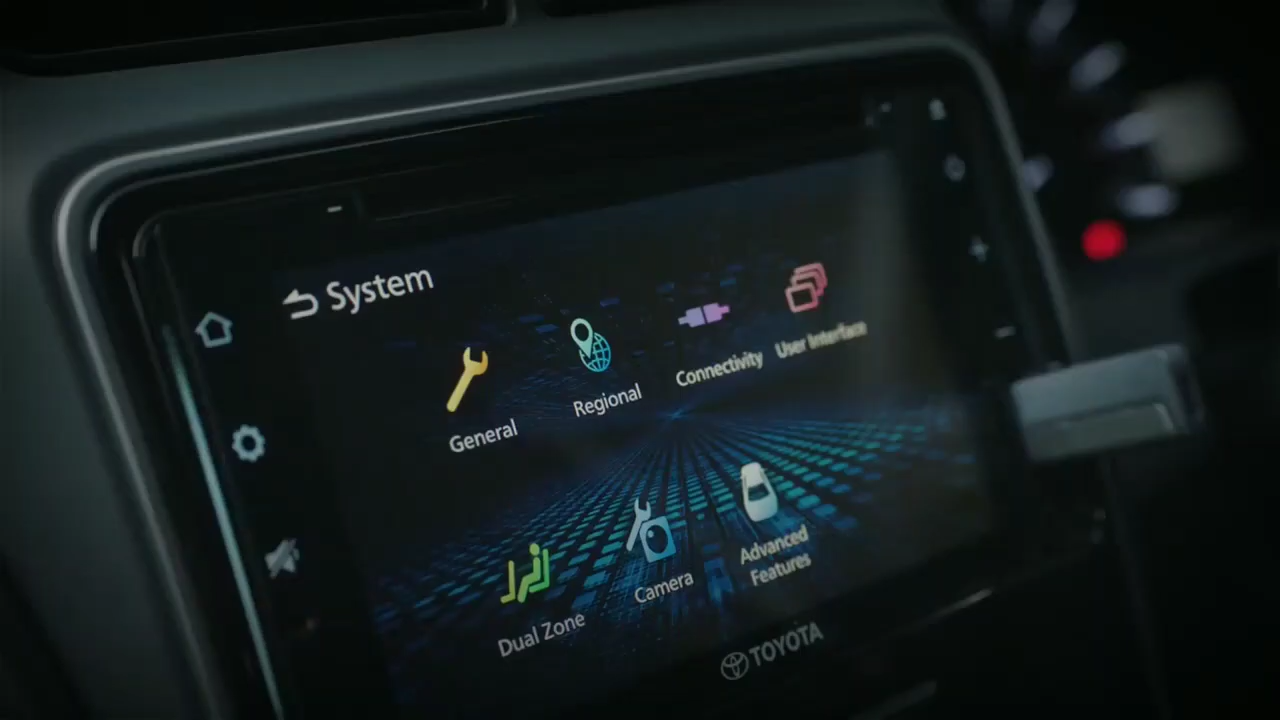 System
General
Regional
Connectivity
User Interface
Dual Zone
Camera
Advanced
Features
TOYOTA